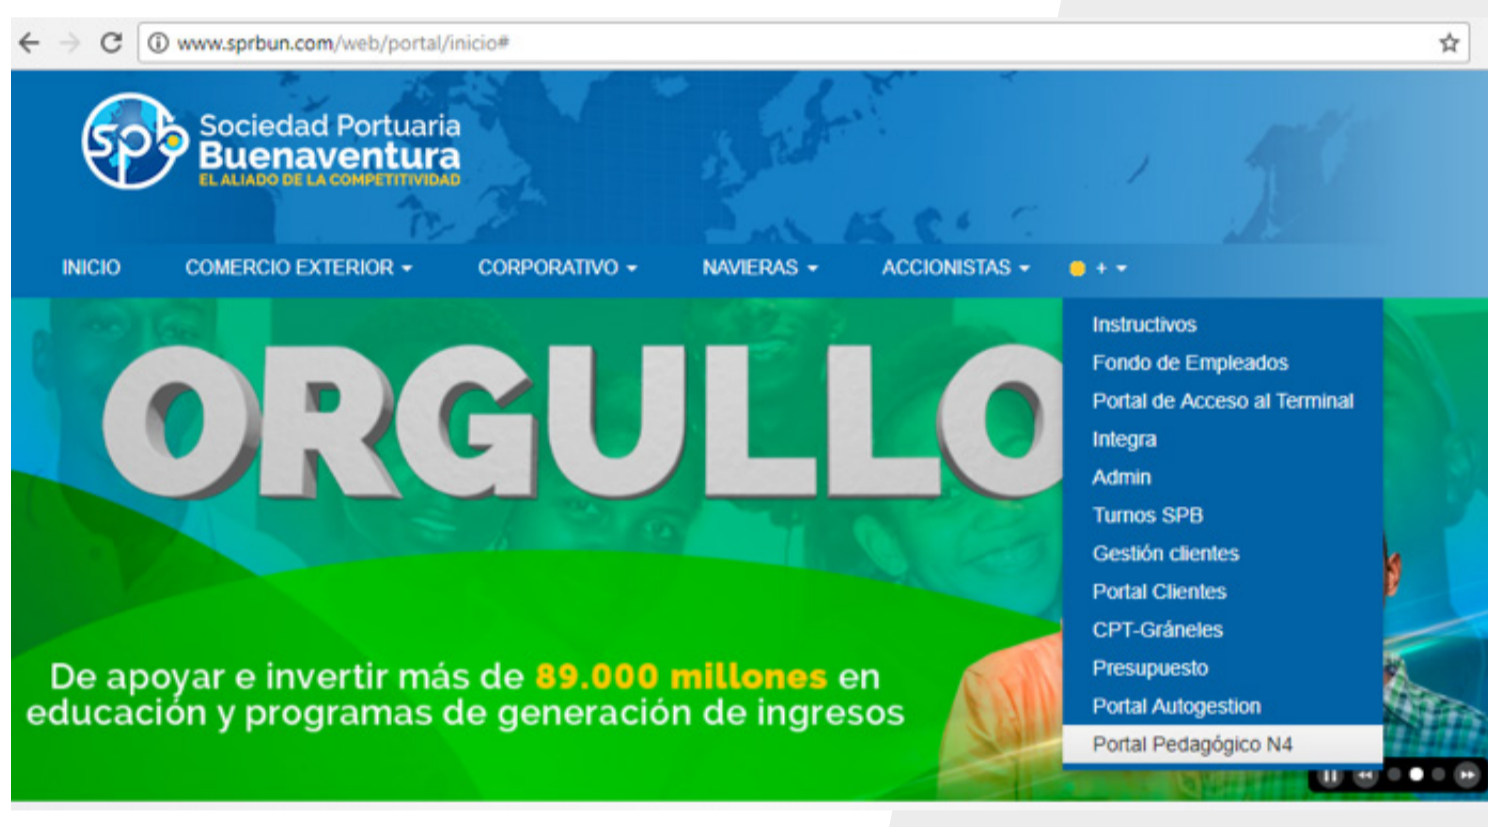 www.sprbun.com/web/portal/inicio#
spb
Sociedad Portuaria
Buenaventura
EL ALIADO DE LA COMPETITIVIDAD
INICIO COMERCIO EXTERIOR CORPORATIVO NAVIERAS ACCIONISTAS +
ORGULLO
De apoyar e invertir más de 89.000 millones en
educación y programas de generación de ingresos
Instructivos
Fondo de Empleados
Portal de Acceso al Terminal
Integra
Admin
Turnos SPB
Gestión clientes
Portal Clientes
CPT-Gráneles
Presupuesto
Portal Autogestion
Portal Pedagógico N4